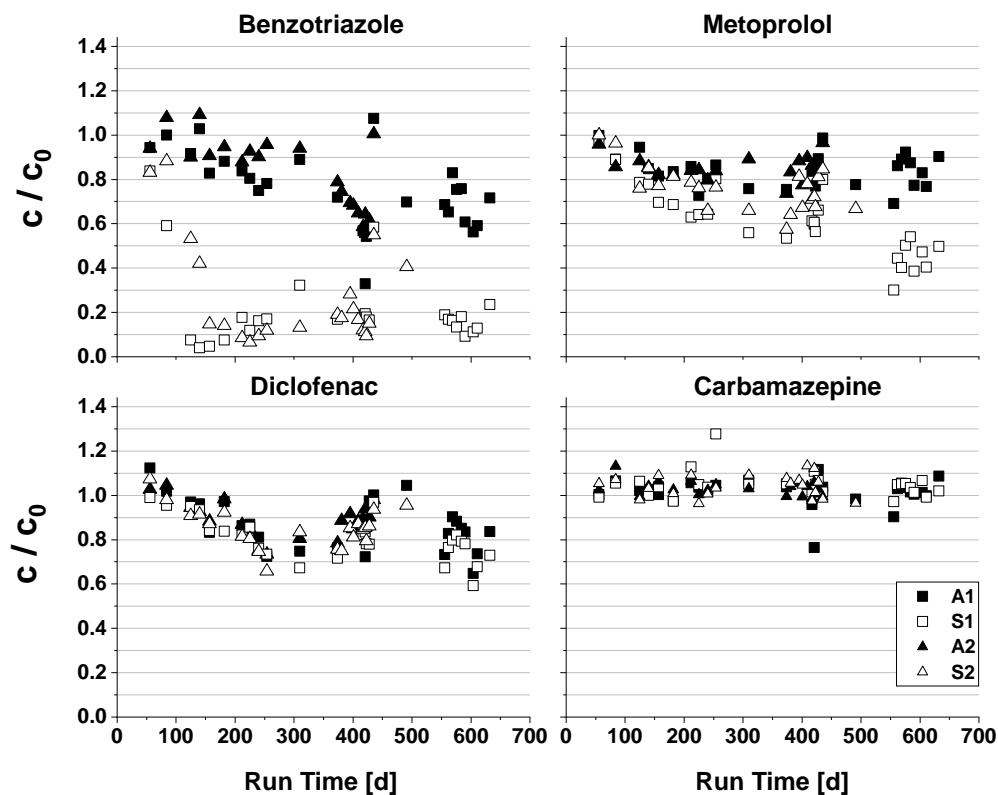 Benzotriazole Metoprolol
c / c0
1.4
1.2
1.0
0.8
0.6
0.4
0.2
0.0
Diclofenac Carbamazepine
c / c0
1.4
1.2
1.0
0.8
0.6
0.4
0.2
0.0
A1
S1
A2
S2
0 100 200 300 400 500 600 700 0 100 200 300 400 500 600 700
Run Time [d] Run Time [d]